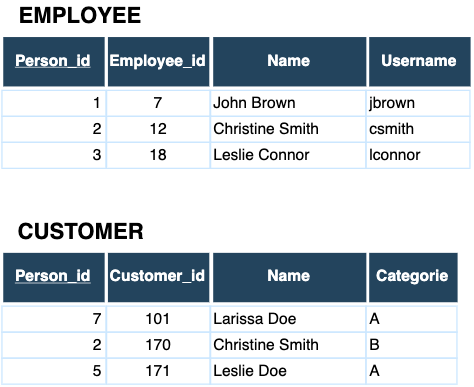 EMPLOYEE
Person_id Employee_id Name Username
1 7 John Brown jbrown
2 12 Christine Smith csmith
3 18 Leslie Connor lconnor
CUSTOMER
Person_id Customer_id Name Categorie
7 101 Larissa Doe A
2 170 Christine Smith B
5 171 Leslie Doe A